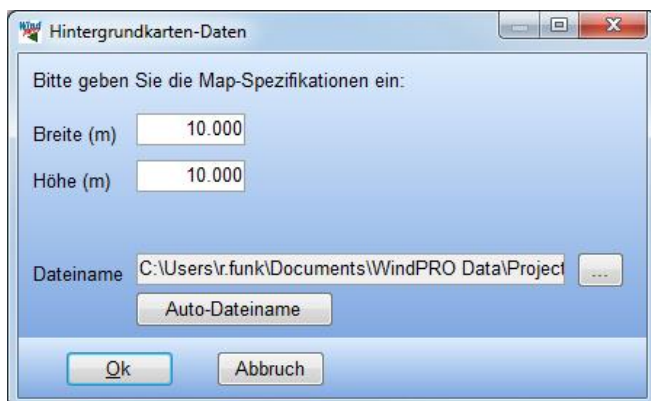 Wind
Hintergrundkarten-Daten
Bitte geben Sie die Map-Spezifikationen ein:
Breite (m) 10.000
Höhe (m) 10.000
Dateiname C:\Users\r.funk\Documents\WindPRO Data\Project ...
Auto-Dateiname
Ok Abbruch